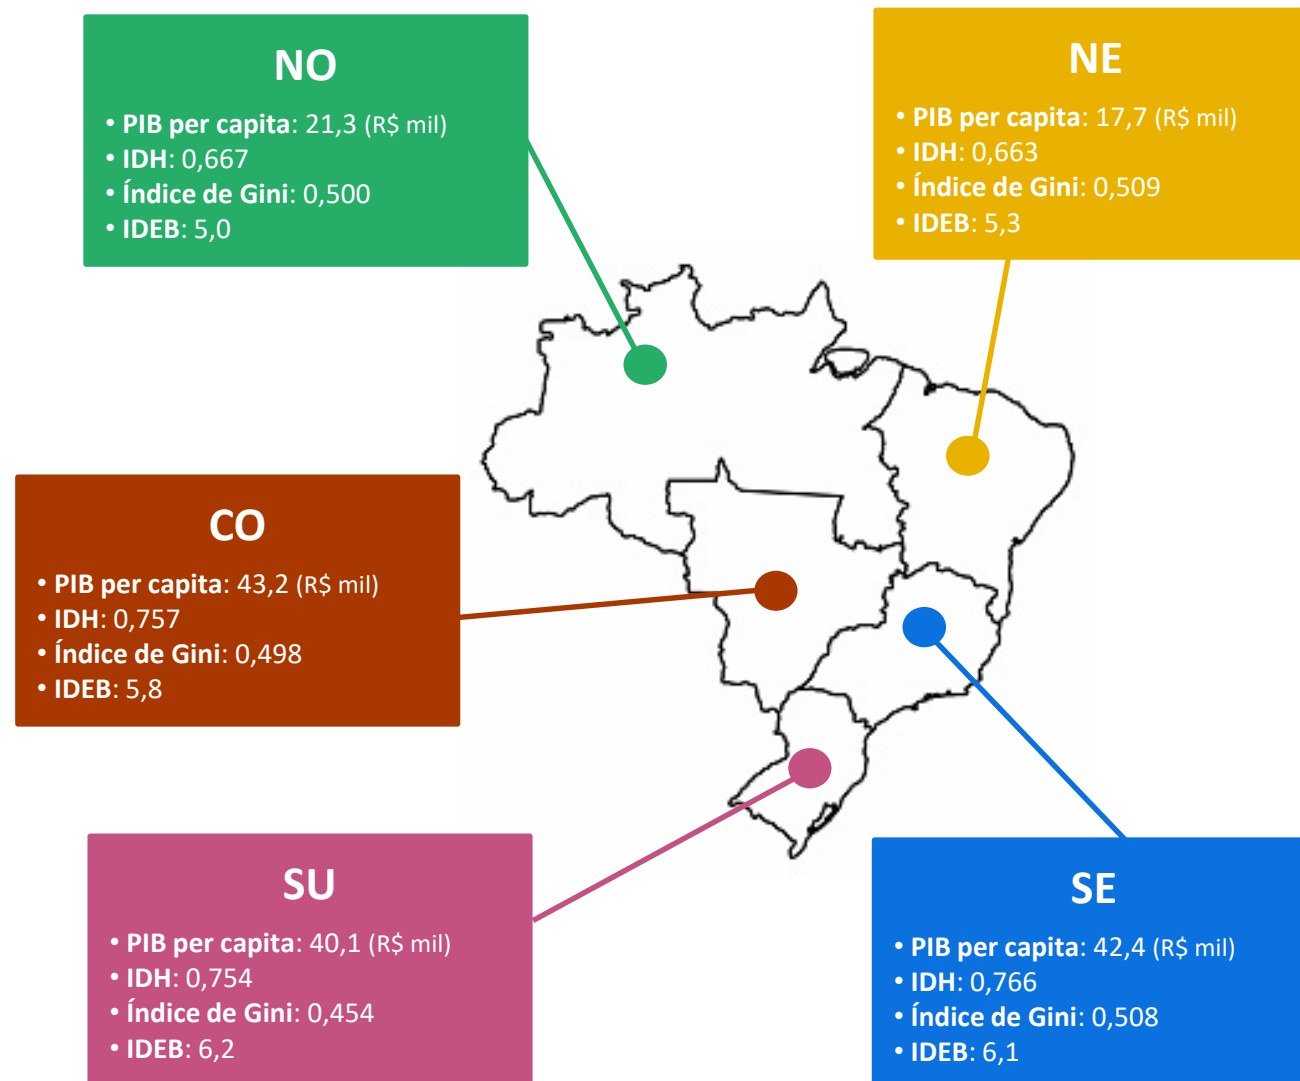 NO
• PIB per capita: 21,3 (R$ mil)
• IDH: 0,667
• Índice de Gini: 0,500
• IDEB: 5,0
NE
• PIB per capita: 17,7 (R$ mil)
• IDH: 0,663
• Índice de Gini: 0,509
• IDEB: 5,3
CO
• PIB per capita: 43,2 (R$ mil)
• IDH: 0,757
• Índice de Gini: 0,498
• IDEB: 5,8
SU
• PIB per capita: 40,1 (R$ mil)
• IDH: 0,754
• Índice de Gini: 0,454
• IDEB: 6,2
SE
• PIB per capita: 42,4 (R$ mil)
• IDH: 0,766
• Índice de Gini: 0,508
• IDEB: 6,1